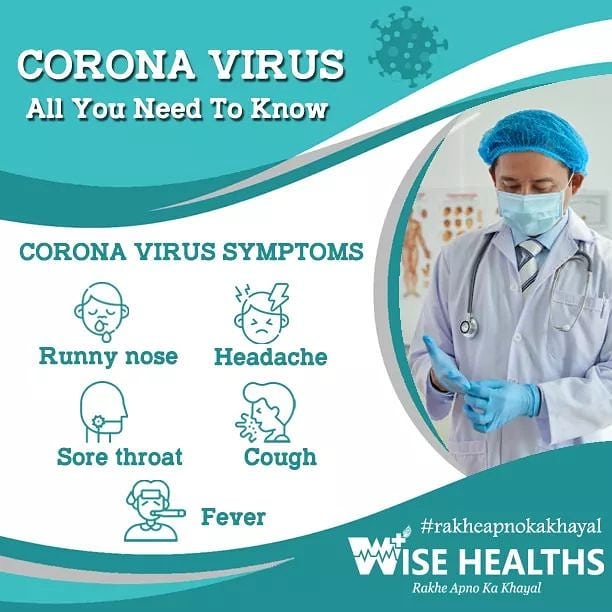 CORONA VIRUS
All You Need To Know
CORONA VIRUS SYMPTOMS
Runny nose
Headache
Sore throat
Cough
Fever
#rakheapnokakhayal
WISE HEALTHS
Rakhe Apno Ka Khayal